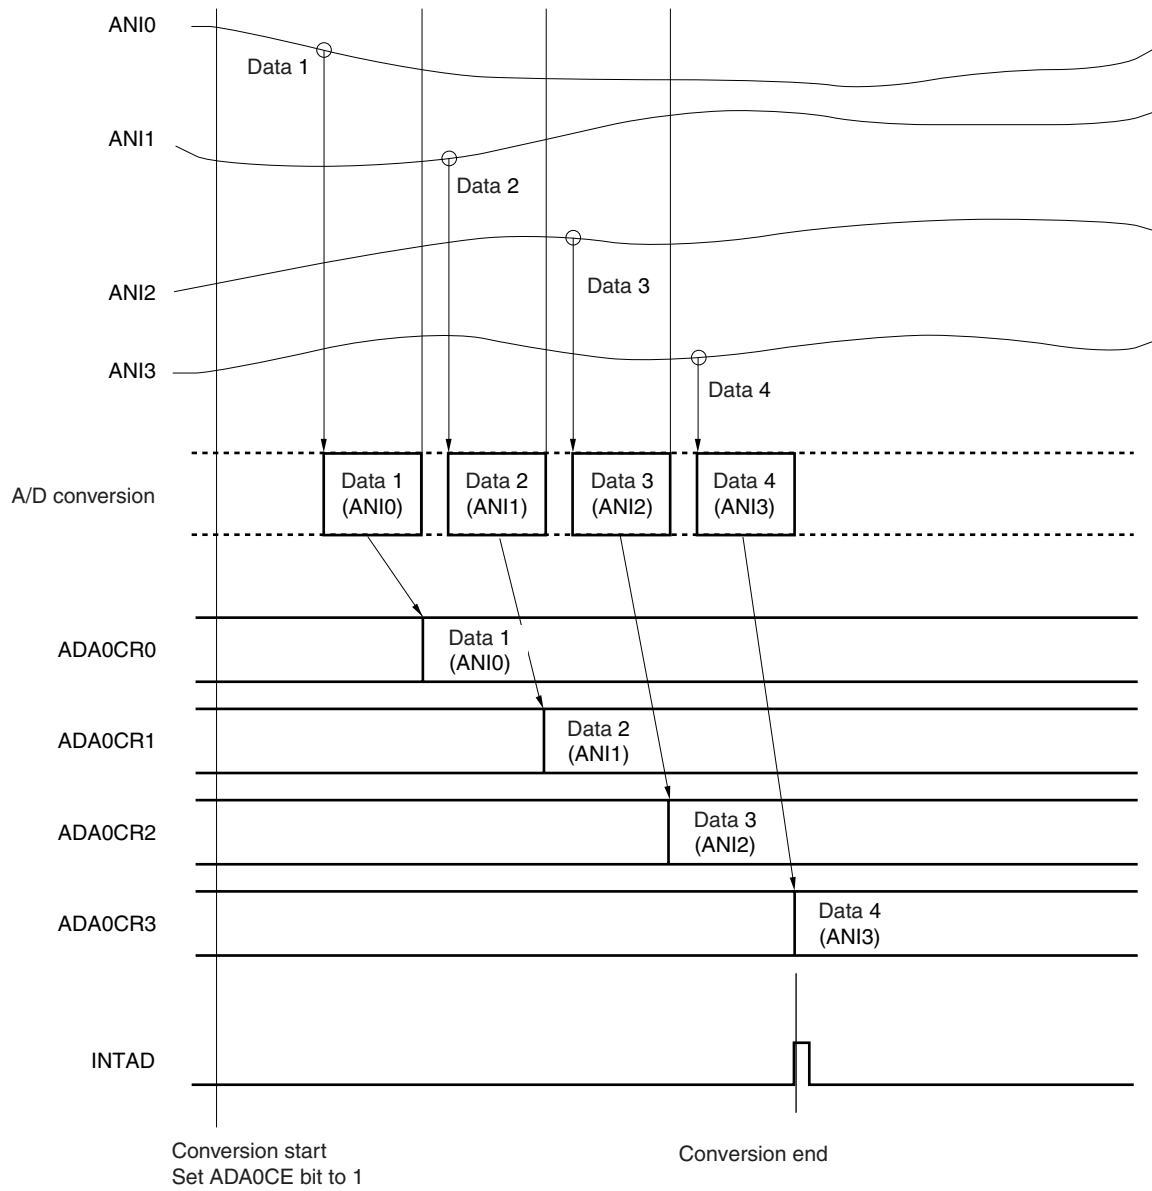 ANI0
Data 1
ANI1
Data 2
ANI2
Data 3
ANI3
Data 4
A/D conversion
Data 1
(ANI0)
Data 2
(ANI1)
Data 3
(ANI2)
Data 4
(ANI3)
ADA0CR0
Data 1
(ANI0)
ADA0CR1
Data 2
(ANI1)
ADA0CR2
Data 3
(ANI2)
ADA0CR3
Data 4
(ANI3)
INTAD
Conversion start
Set ADA0CE bit to 1
Conversion end